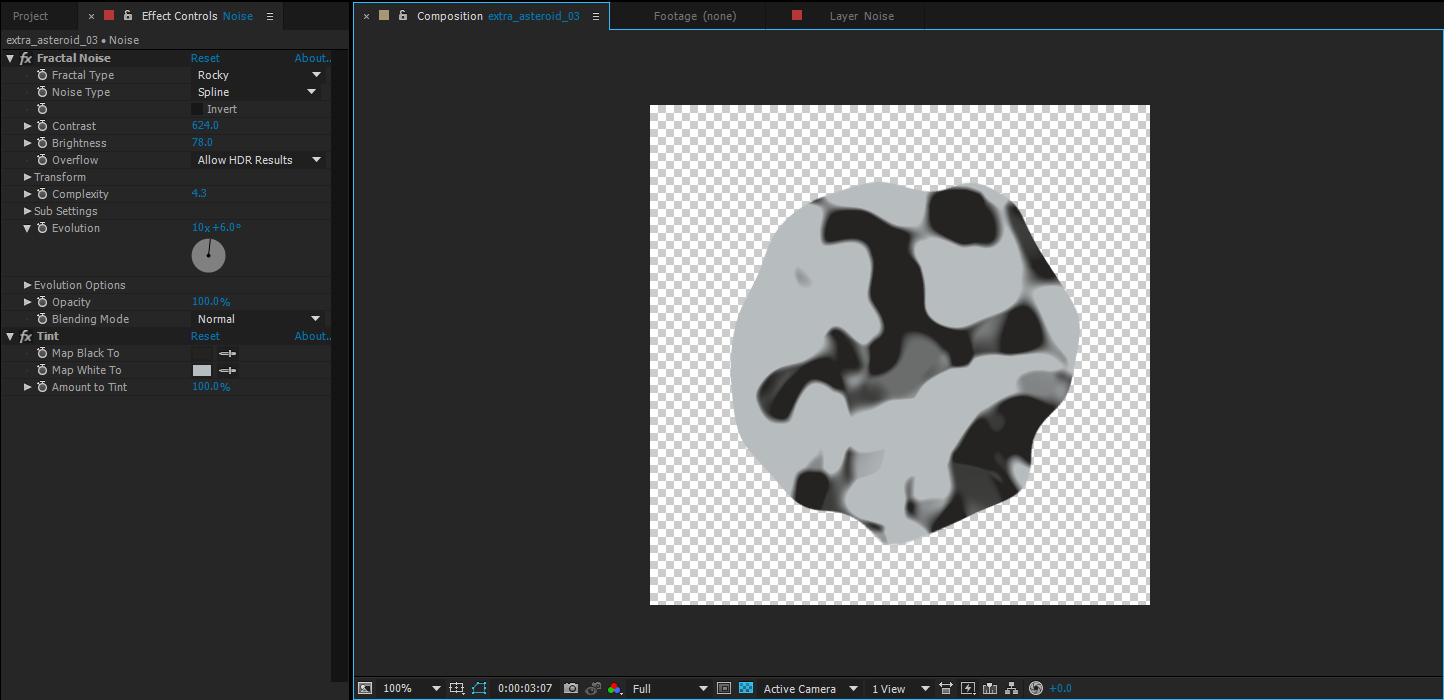 Project
× Effect Controls Noise
extra_asteroid_03 • Noise
fx Fractal Noise Reset About..
Fractal Type Rocky
Noise Type Spline
Invert
Contrast 624.0
Brightness 78.0
Overflow Allow HDR Results
Transform
Complexity 4.3
Sub Settings
Evolution 10x+6.0°
Evolution Options
Opacity 100.0%
Blending Mode Normal
fx Tint Reset About..
Map Black To
Map White To
Amount to Tint 100.0%
× Composition extra_asteroid_03
Footage (none)
Layer Noise
100% 0:00:03:07 Full Active Camera 1 View +0.0